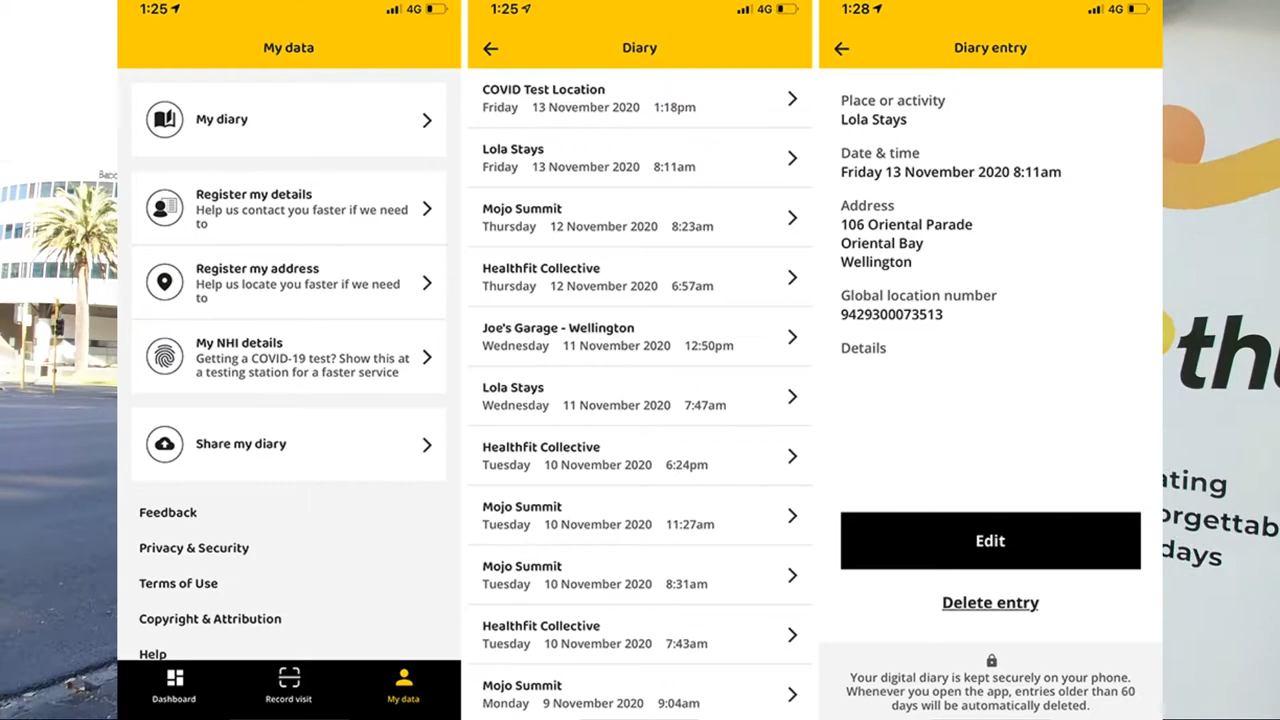 1:25
4G
My data
My diary
Register my details
Help us contact you faster if we need
to
Register my address
Help us locate you faster if we need
to
My NHI details
Getting a COVID-19 test? Show this at
a testing station for a faster service
Share my diary
Feedback
Privacy & Security
Terms of Use
Copyright & Attribution
Help
Dashboard
Record visit
My data
1:25
4G
Diary
COVID Test Location
Friday 13 November 2020 1:18pm
Lola Stays
Friday 13 November 2020 8:11am
Mojo Summit
Thursday 12 November 2020 8:23am
Healthfit Collective
Thursday 12 November 2020 6:57am
Joe's Garage - Wellington
Wednesday 11 November 2020 12:50pm
Lola Stays
Wednesday 11 November 2020 7:47am
Healthfit Collective
Tuesday 10 November 2020 6:24pm
Mojo Summit
Tuesday 10 November 2020 11:27am
Mojo Summit
Tuesday 10 November 2020 8:31am
Healthfit Collective
Tuesday 10 November 2020 7:43am
Mojo Summit
Monday 9 November 2020 9:04am
1:28
4G
Diary entry
Place or activity
Lola Stays
Date & time
Friday 13 November 2020 8:11am
Address
106 Oriental Parade
Oriental Bay
Wellington
Global location number
9429300073513
Details
Edit
Delete entry
Your digital diary is kept securely on your phone.
Whenever you open the app, entries older than 60
days will be automatically deleted.
'thu
ating
orgettab
days